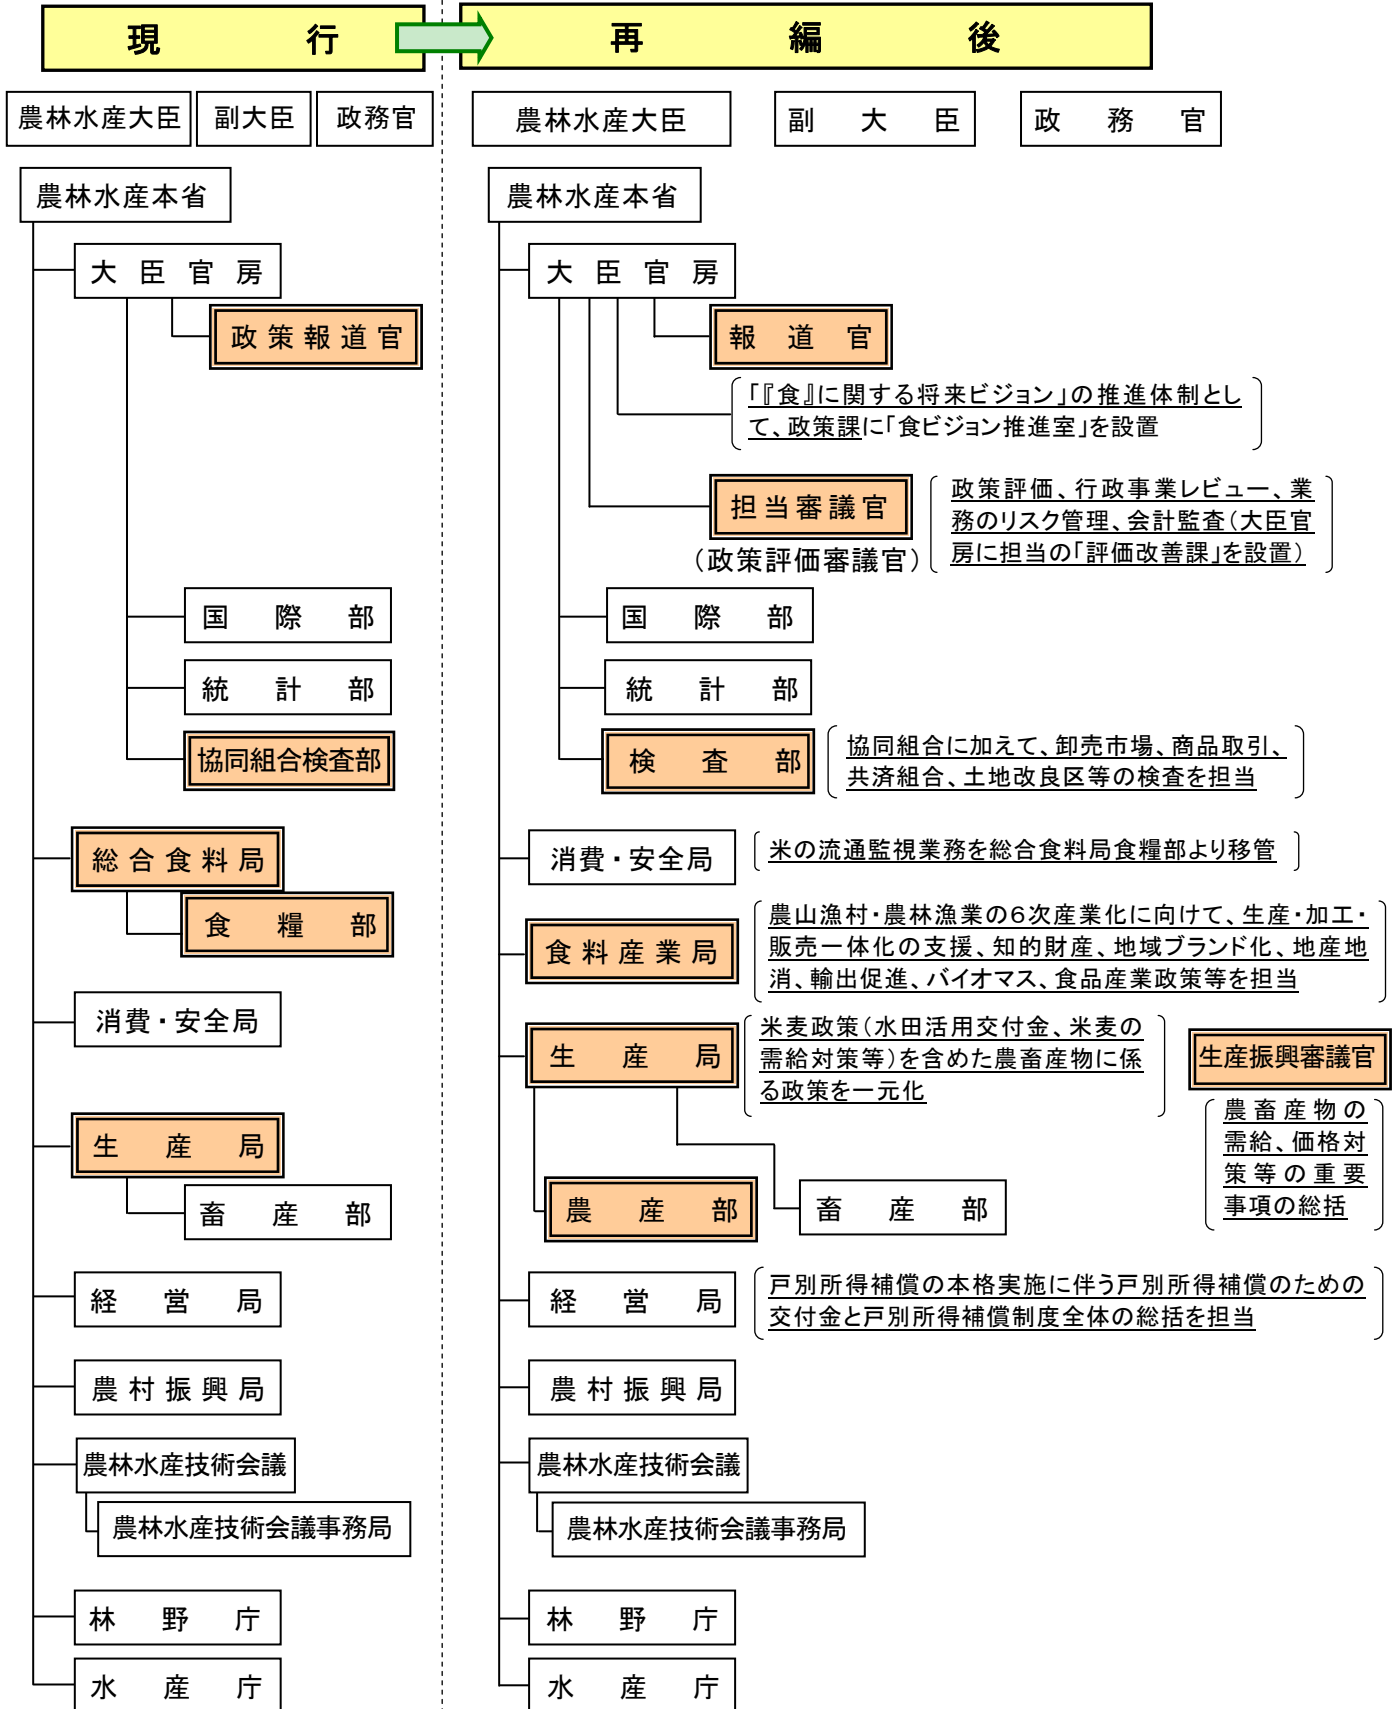 現行
農林水産大臣
副大臣
政務官
農林水産本省
大臣官房
政策報道官
国際部
統計部
協同組合検査部
総合食料局
食糧部
消費・安全局
生産局
畜産部
経営局
農村振興局
農林水産技術会議
農林水産技術会議事務局
林野庁
水産庁
再編後
農林水産大臣
副大臣
政務官
農林水産本省
大臣官房
報道官
「『食』に関する将来ビジョン」の推進体制とし
て、政策課に「食ビジョン推進室」を設置
担当審議官
(政策評価審議官)
政策評価、行政事業レビュー、業
務のリスク管理、会計監査(大臣官
房に担当の「評価改善課」を設置)
国際部
統計部
検査部
協同組合に加えて、卸売市場、商品取引、
共済組合、土地改良区等の検査を担当
消費・安全局
米の流通監視業務を総合食料局食糧部より移管
食料産業局
農山漁村・農林漁業の6次産業化に向けて、生産・加工・
販売一体化の支援、知的財産、地域ブランド化、地産地
消、輸出促進、バイオマス、食品産業政策等を担当
生産局
米麦政策(水田活用交付金、米麦の
需給対策等)を含めた農畜産物に係
る政策を一元化
生産振興審議官
農畜産物の
需給、価格対
策等の重要
事項の総括
農産部
畜産部
経営局
戸別所得補償の本格実施に伴う戸別所得補償のための
交付金と戸別所得補償制度全体の総括を担当
農村振興局
農林水産技術会議
農林水産技術会議事務局
林野庁
水産庁